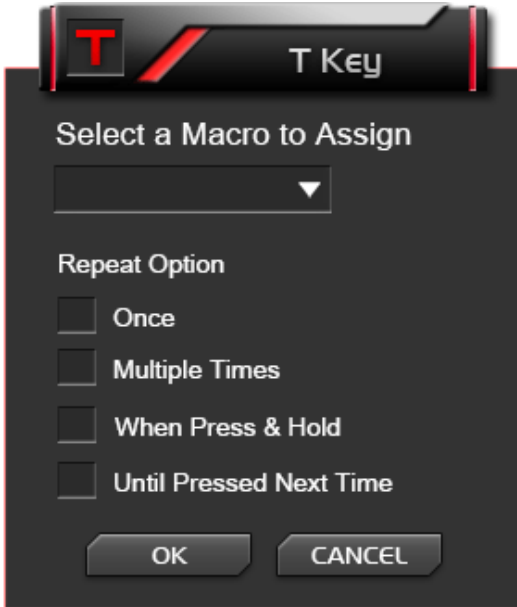 T
T Key
Select a Macro to Assign
Repeat Option
Once
Multiple Times
When Press & Hold
Until Pressed Next Time
OK CANCEL